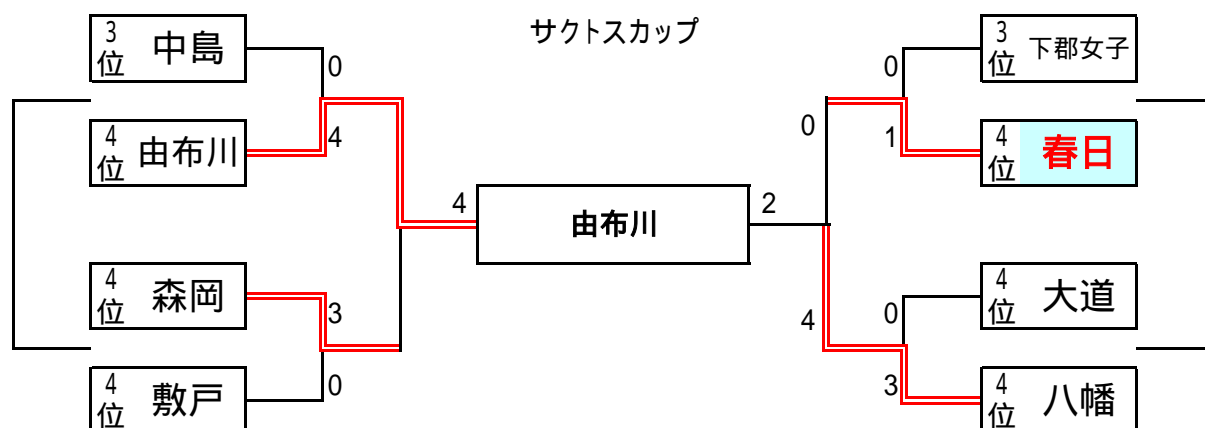 サクトスカップ
3位 中島
0
4
4位 由布川
4
由布川
2
4位 森岡
3
0
4位 敷戸
3位 下郡女子
0
0
1
4位 春日
4位 大道
4
0
3
4位 八幡